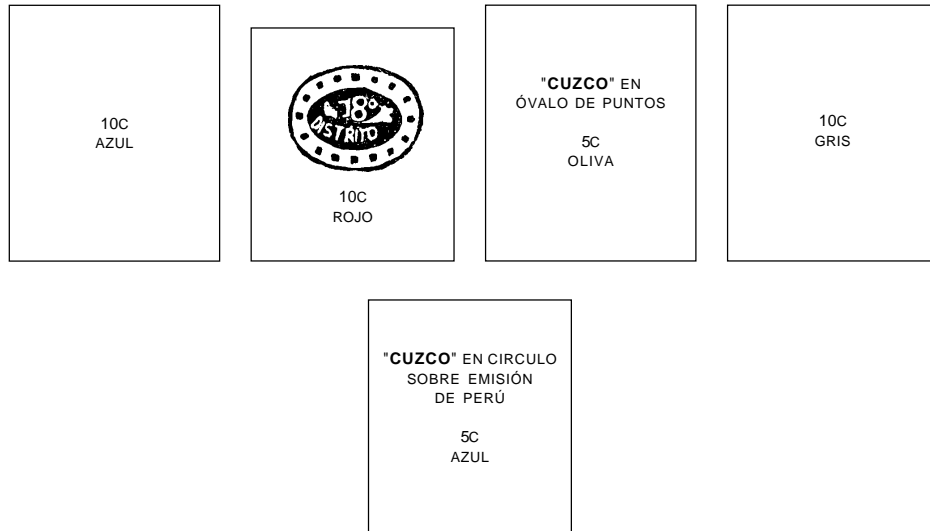 10C
AZUL
18º
DISTRITO
10C
ROJO
"CUZCO" EN
ÓVALO DE PUNTOS
5C
OLIVA
10C
GRIS
"CUZCO" EN CIRCULO
SOBRE EMISIÓN
DE PERÚ
5C
AZUL